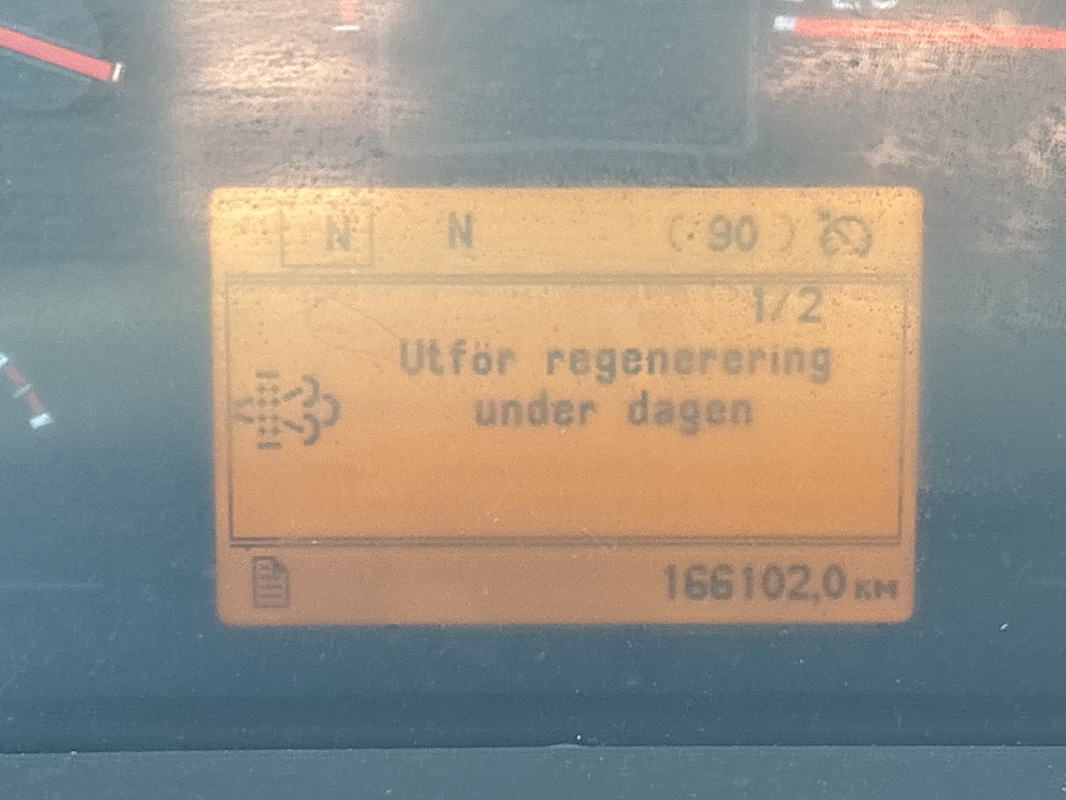 N N (90)
1/2
Utför regenerering
under dagen
166102,0 KM